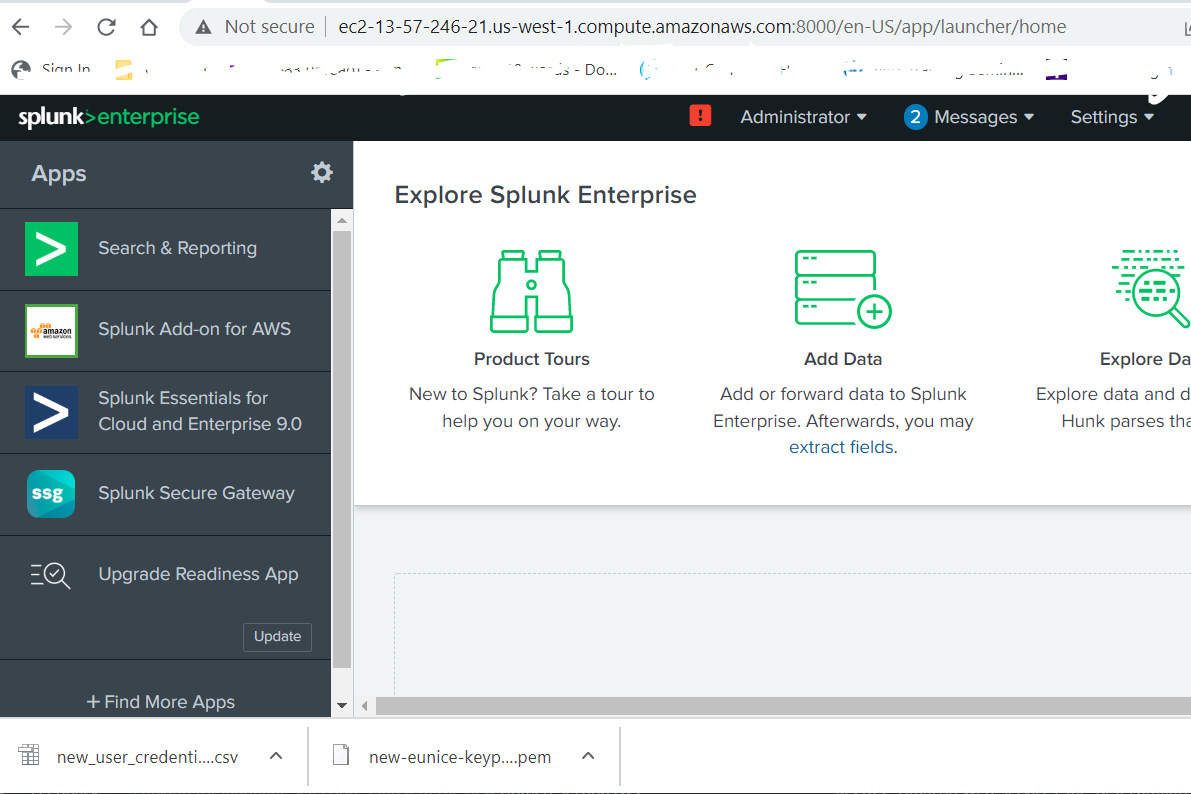 Not secure | ec2-13-57-246-21.us-west-1.compute.amazonaws.com:8000/en-US/app/launcher/home
Sign In
- Do...
splunk>enterprise
! Administrator 2 Messages Settings
Apps
Explore Splunk Enterprise
Search & Reporting
amazon
web services
Splunk Add-on for AWS
Splunk Essentials for
Cloud and Enterprise 9.0
ssg Splunk Secure Gateway
Upgrade Readiness App
Update
+ Find More Apps
Product Tours
New to Splunk? Take a tour to
help you on your way.
Add Data
Add or forward data to Splunk
Enterprise. Afterwards, you may
extract fields.
Explore Da
Explore data and d
Hunk parses tha
new_user_credenti....csv
new-eunice-keyp....pem